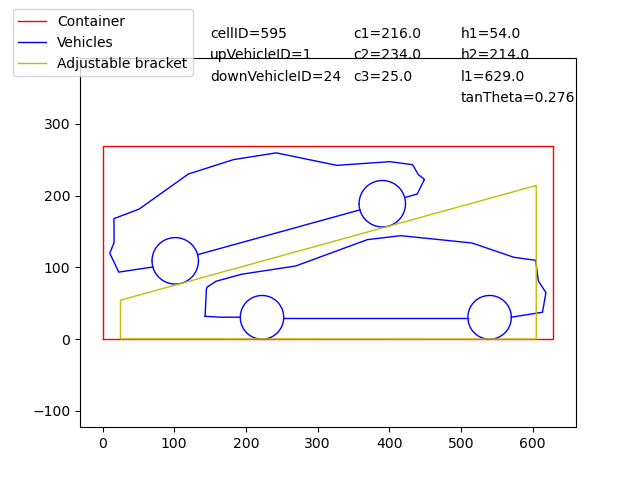 Container
Vehicles
Adjustable bracket
cellID=595 c1=216.0 h1=54.0
upVehicleID=1 c2=234.0 h2=214.0
downVehicleID=24 c3=25.0 l1=629.0
tanTheta=0.276
300
200
100
0
−100
0 100 200 300 400 500 600